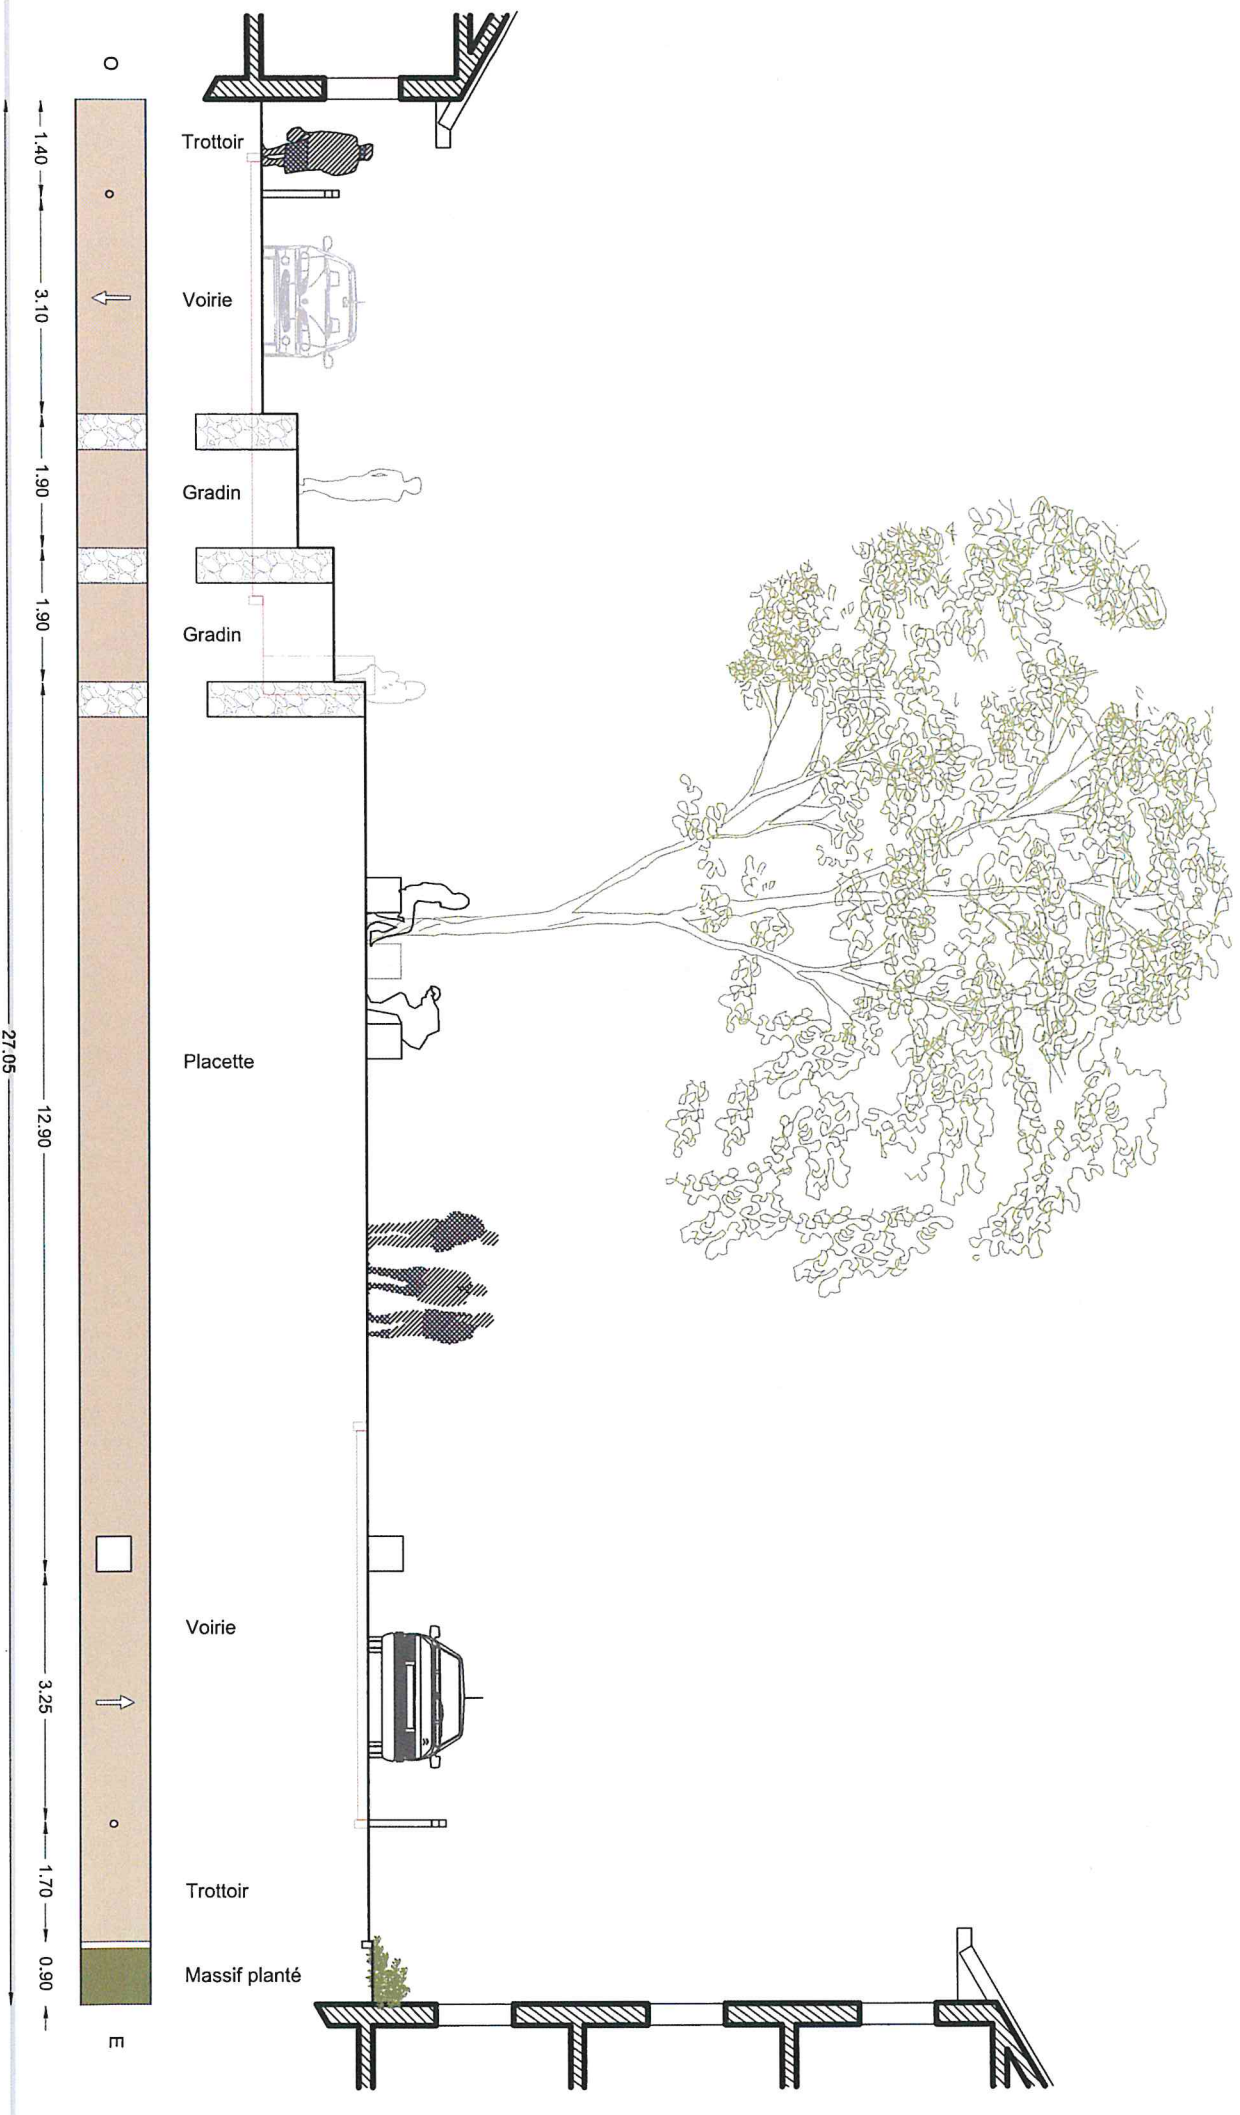 O
E
Trottoir
Voirie
Gradin
Gradin
Placette
Voirie
Trottoir
Massif planté
1.40
3.10
1.90
1.90
12.90
3.25
1.70
0.90
27.05